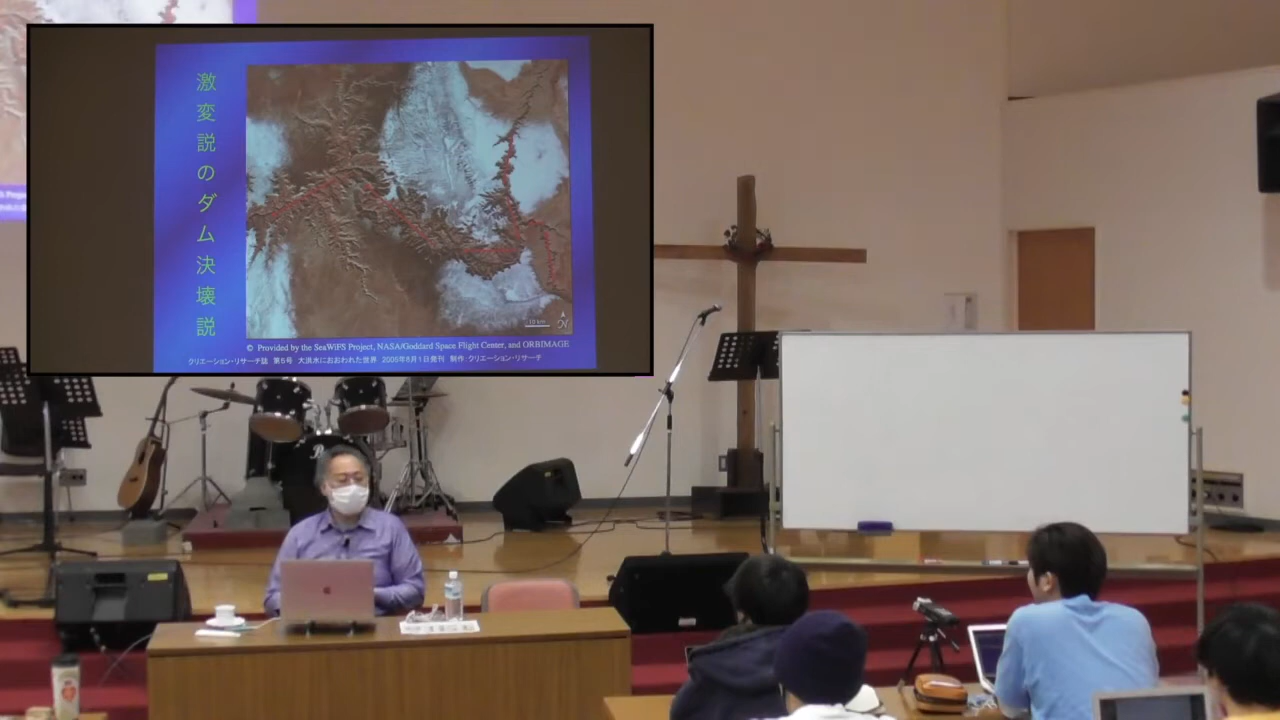 激変説のダム決壊説
10 km
N
© Provided by the SeaWiFS Project, NASA/Goddard Space Flight Center, and ORBIMAGE
クリエーション・リサーチ誌 第5号 大洪水におおわれた世界 2005年8月1日発刊 制作:クリエーション・リサーチ